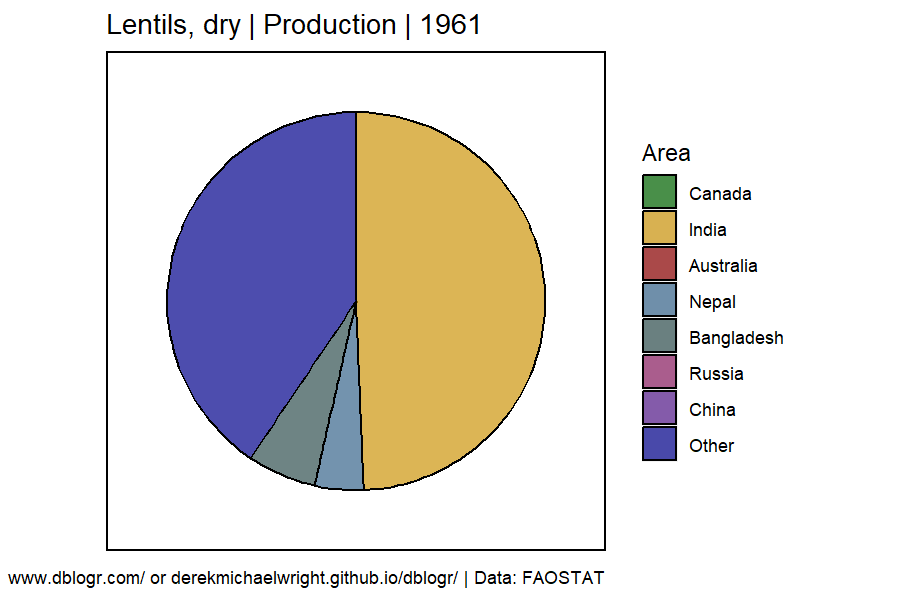 Lentils, dry | Production | 1961
Area
Canada
India
Australia
Nepal
Bangladesh
Russia
China
Other
www.dblogr.com/ or derekmichaelwright.github.io/dblogr/ | Data: FAOSTAT